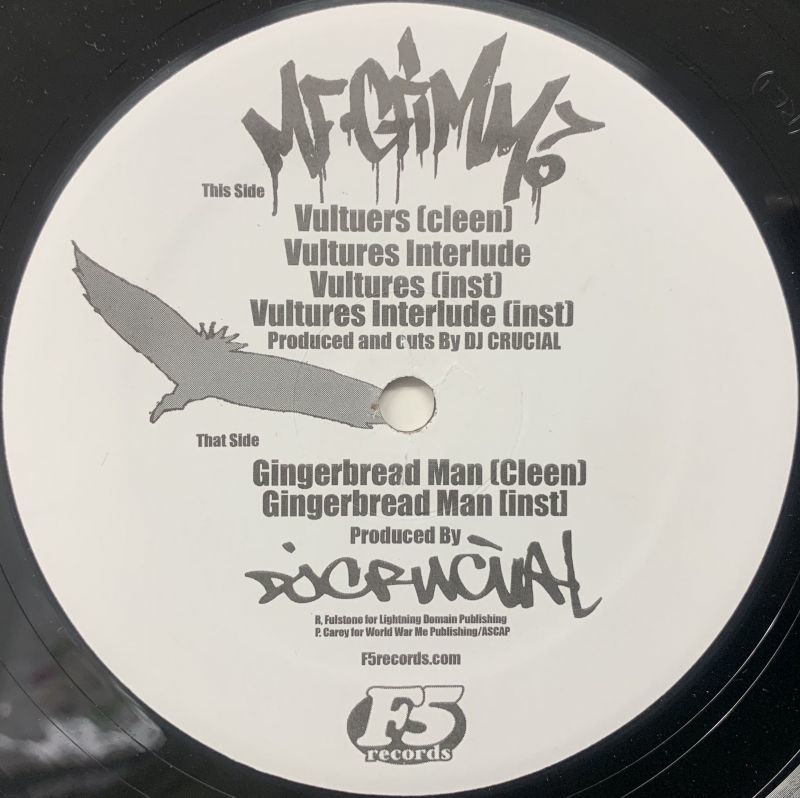 MF GRIMM?
This Side
Vultuers (cleen)
Vultures Interlude
Vultures (inst)
Vultures Interlude (inst)
Produced and cuts By DJ CRUCIAL
That Side
Gingerbread Man (Cleen)
Gingerbread Man [inst]
Produced By
DJ CRUCIAL
R, Fulstone for Lightning Domain Publishing
P. Carey for World War Me Publishing/ASCAP
F5records.com
F5
records